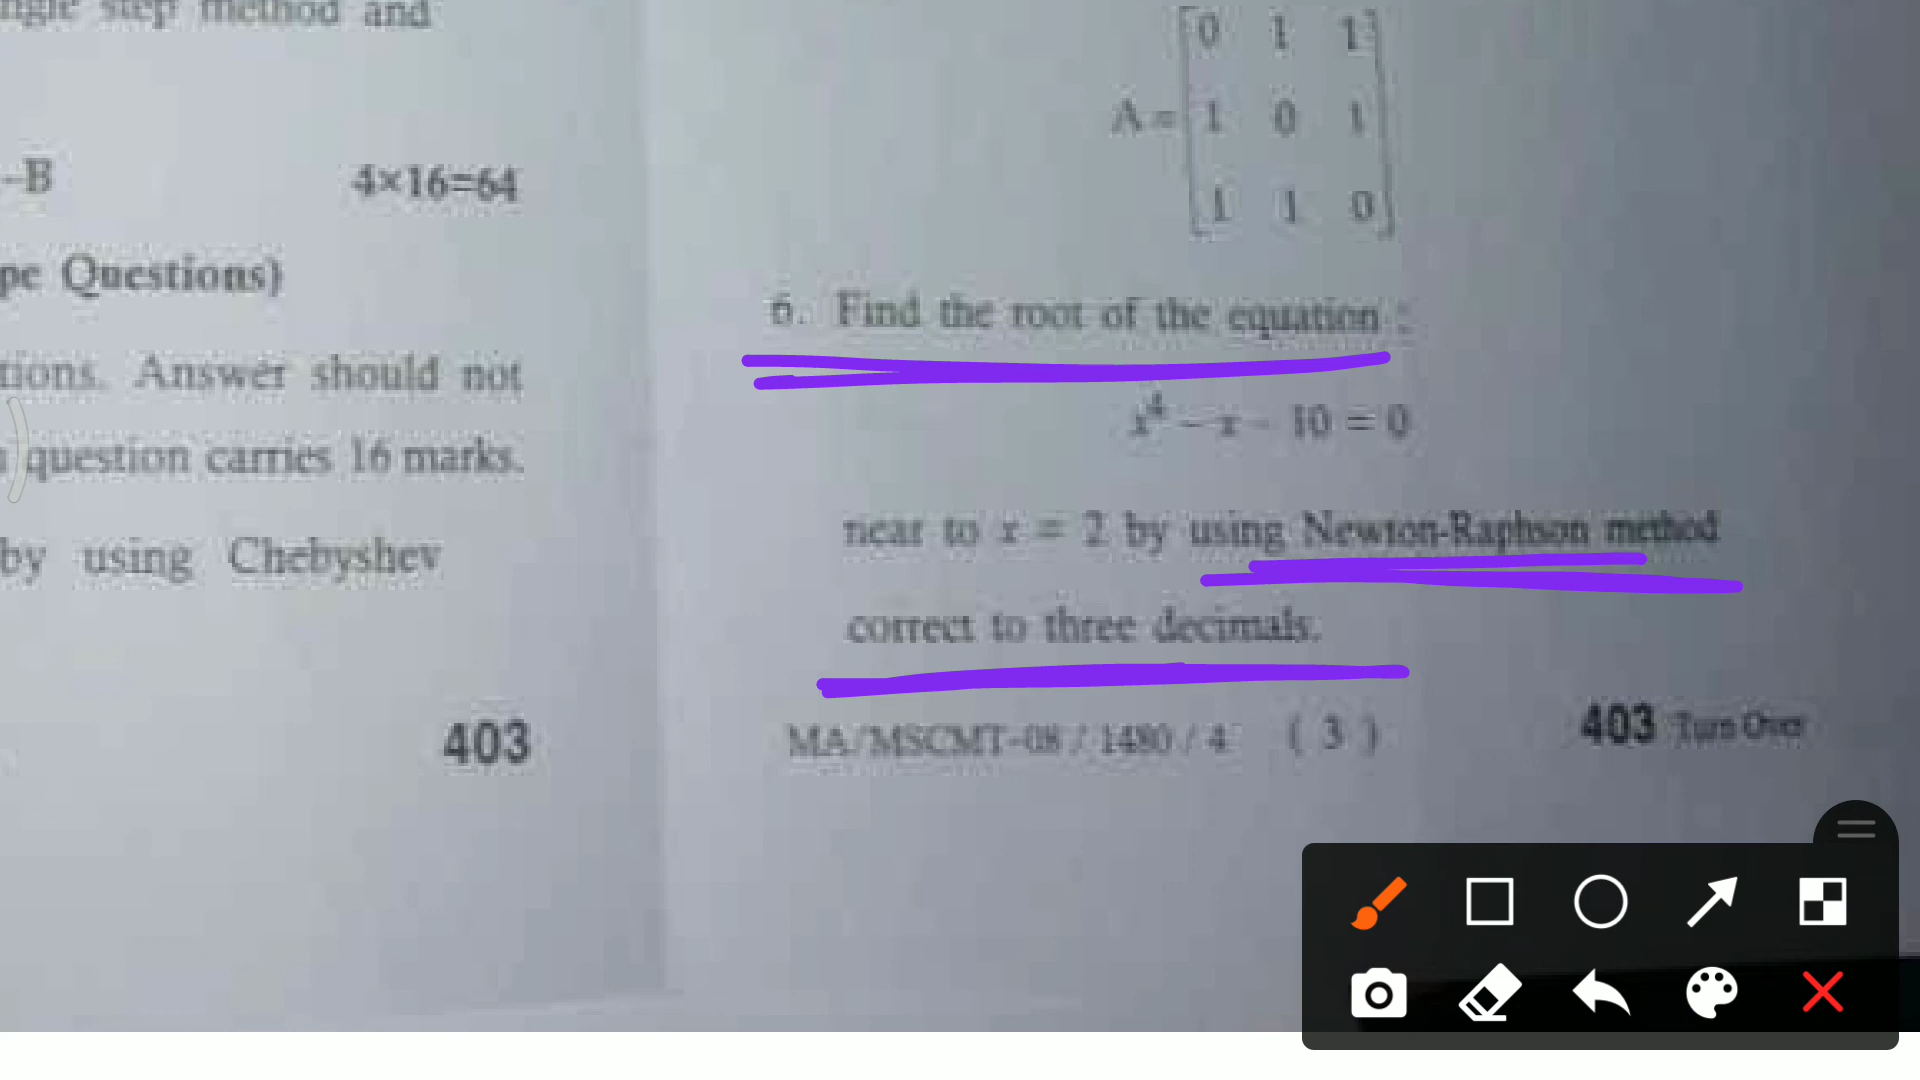 ngle step method and
-B 4×16=64
pe Questions)
tions. Answer should not
question carries 16 marks.
by using Chebyshev
403
0 1 1
A = 1 0 1
1 1 0
6. Find the root of the equation :
x⁴ – x – 10 = 0
near to x = 2 by using Newton-Raphson method
correct to three decimals.
MA/MSCMT-08 / 1480 / 4 ( 3 ) 403 Turn Over